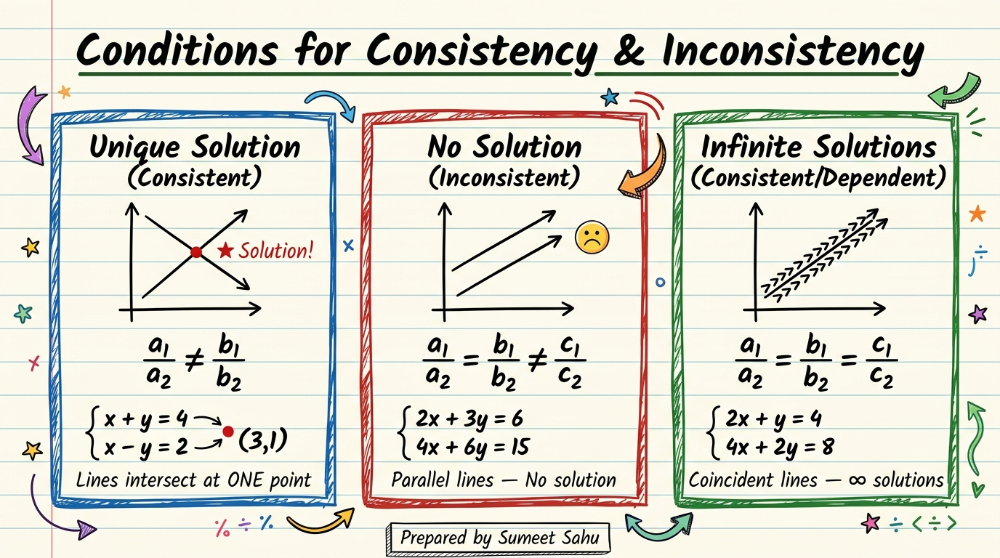 Conditions for Consistency & Inconsistency
Unique Solution
(Consistent)
★ Solution!
a₁/a₂ ≠ b₁/b₂
x + y = 4
x − y = 2
(3,1)
Lines intersect at ONE point
No Solution
(Inconsistent)
a₁/a₂ = b₁/b₂ ≠ c₁/c₂
2x + 3y = 6
4x + 6y = 15
Parallel lines — No solution
Infinite Solutions
(Consistent/Dependent)
a₁/a₂ = b₁/b₂ = c₁/c₂
2x + y = 4
4x + 2y = 8
Coincident lines — ∞ solutions
Prepared by Sumeet Sahu